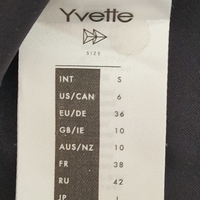 Yvette
SIZE
INT S
US/CAN 6
EU/DE 36
GB/IE 10
AUS/NZ 10
FR 38
RU 42
JP L